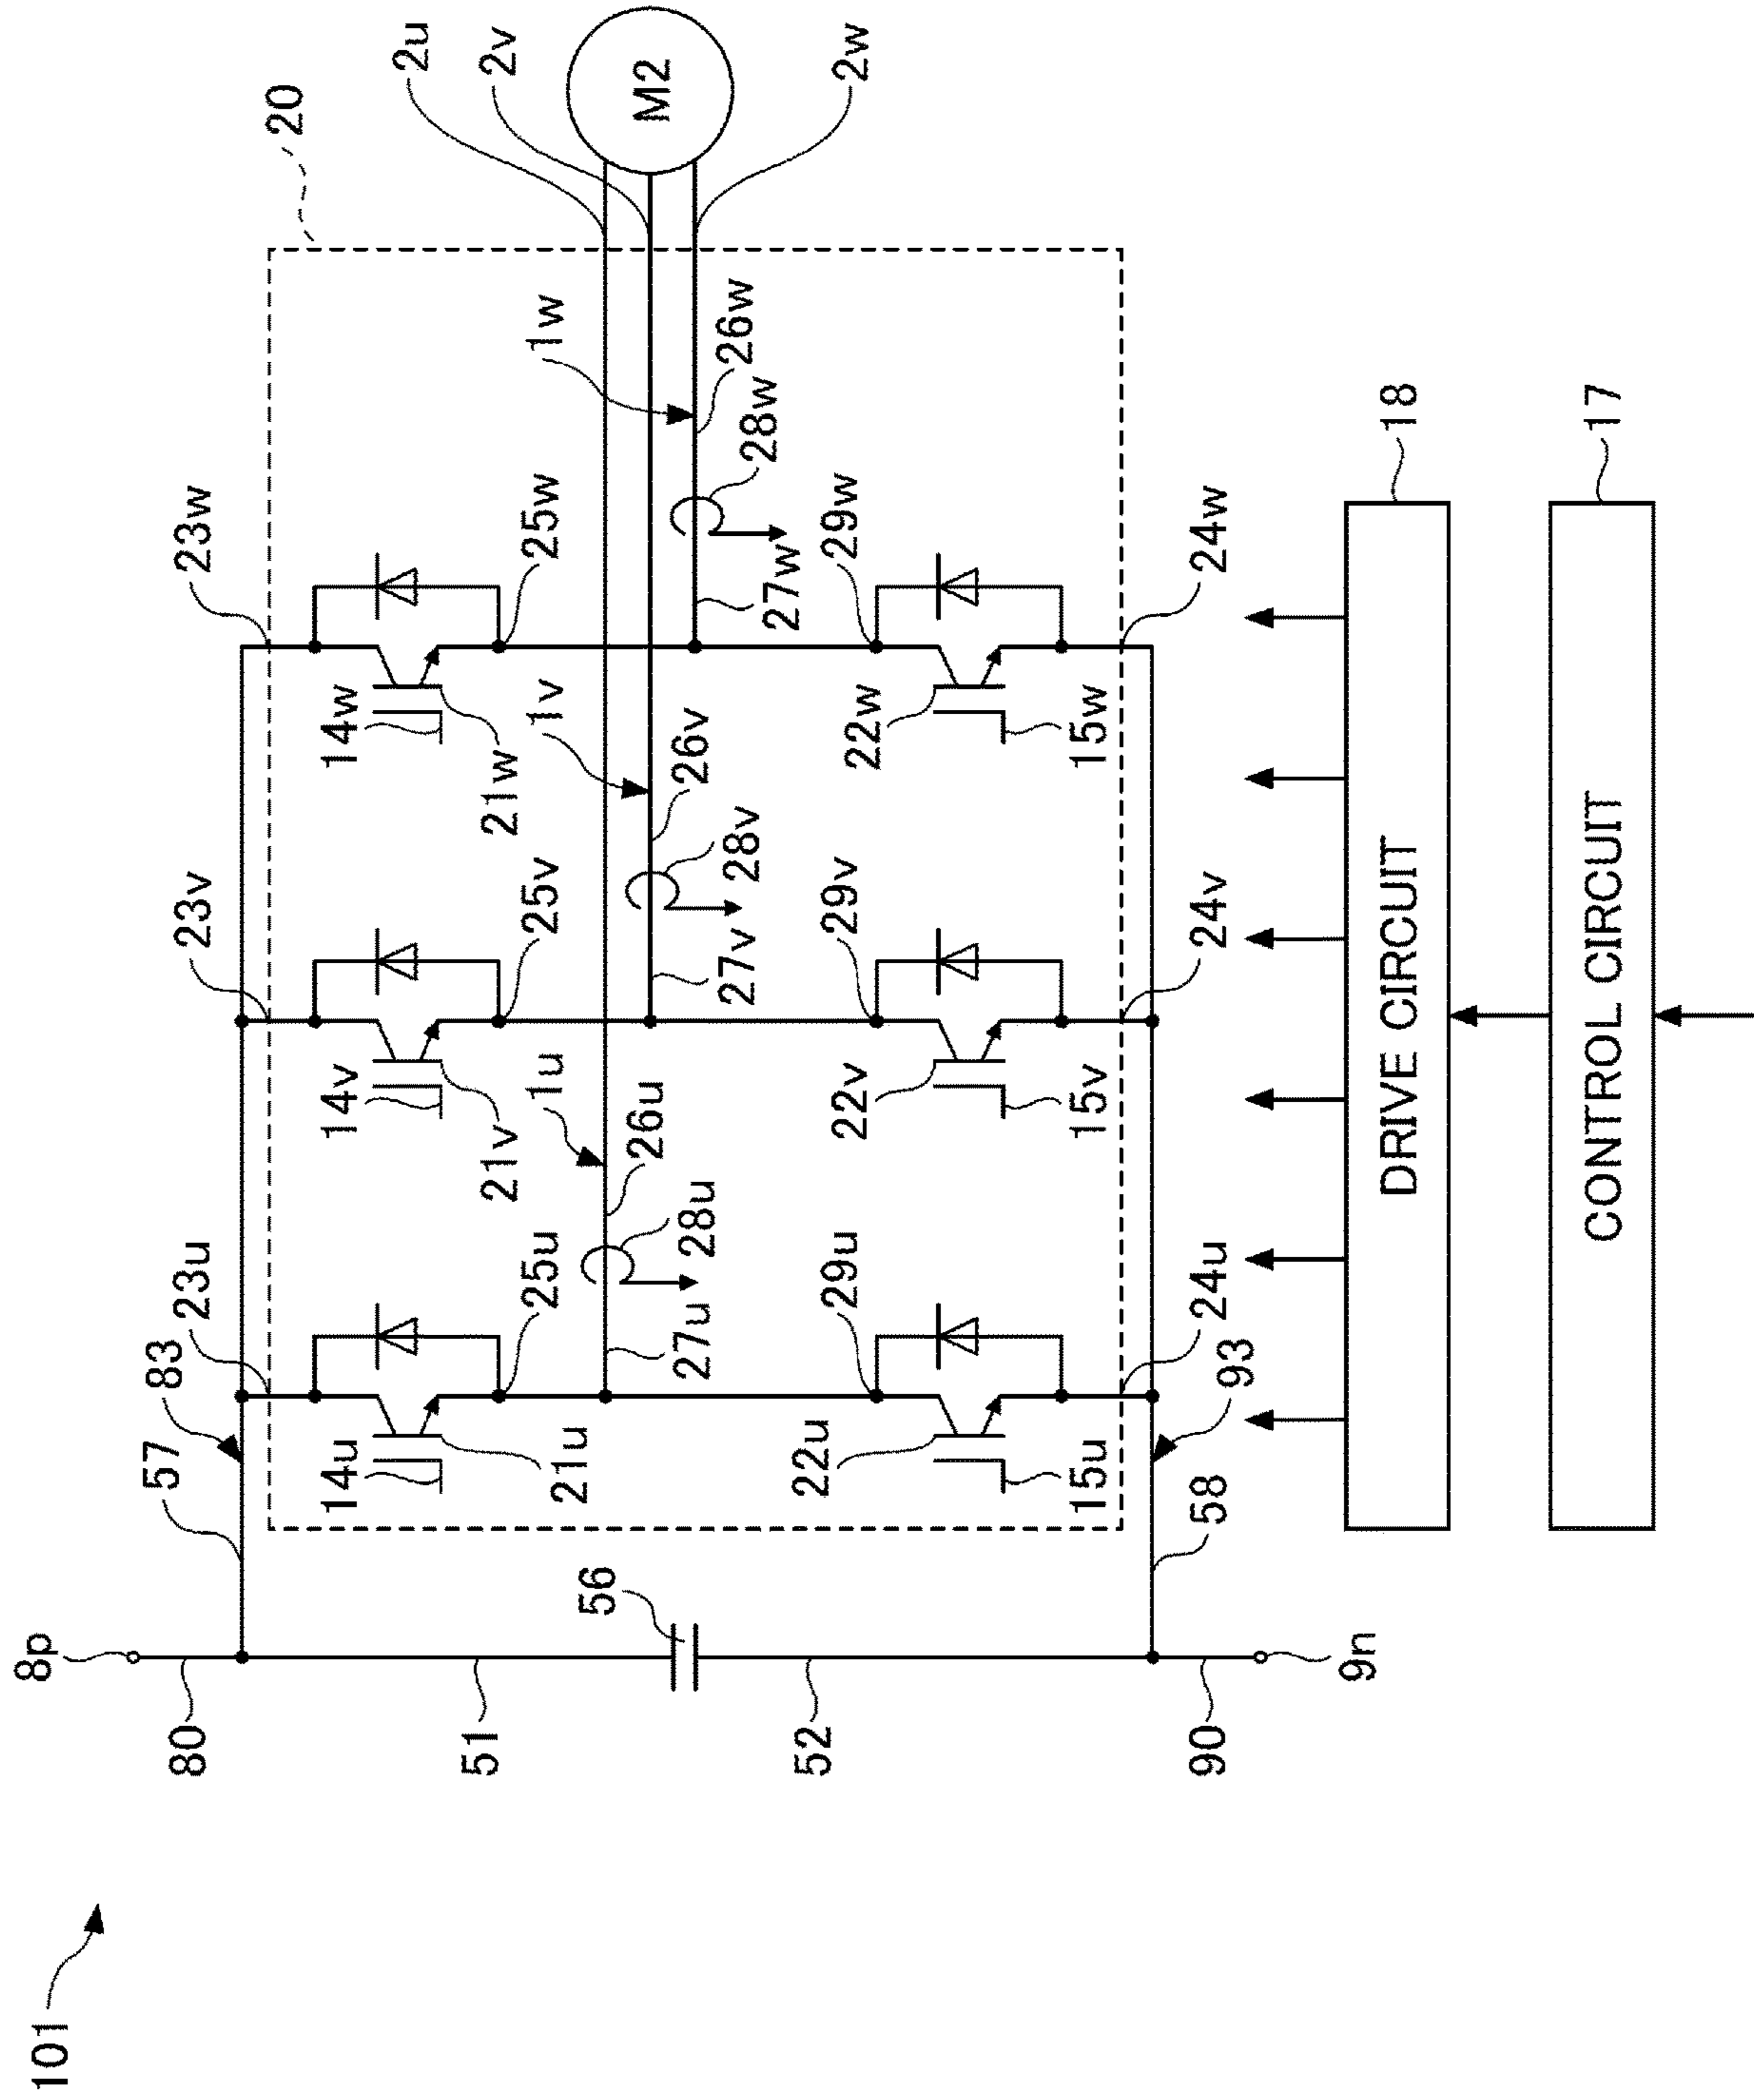 101
8p
80
51
56
52
90
9n
57
83
58
93
20
23u
14u
21u
25u
1u
26u
28u
27u
29u
22u
15u
24u
23v
14v
21v
25v
1v
26v
28v
27v
29v
22v
15v
24v
23w
14w
21w
25w
1w
26w
28w
27w
29w
22w
15w
24w
2u
2v
2w
M2
DRIVE CIRCUIT
18
CONTROL CIRCUIT
17